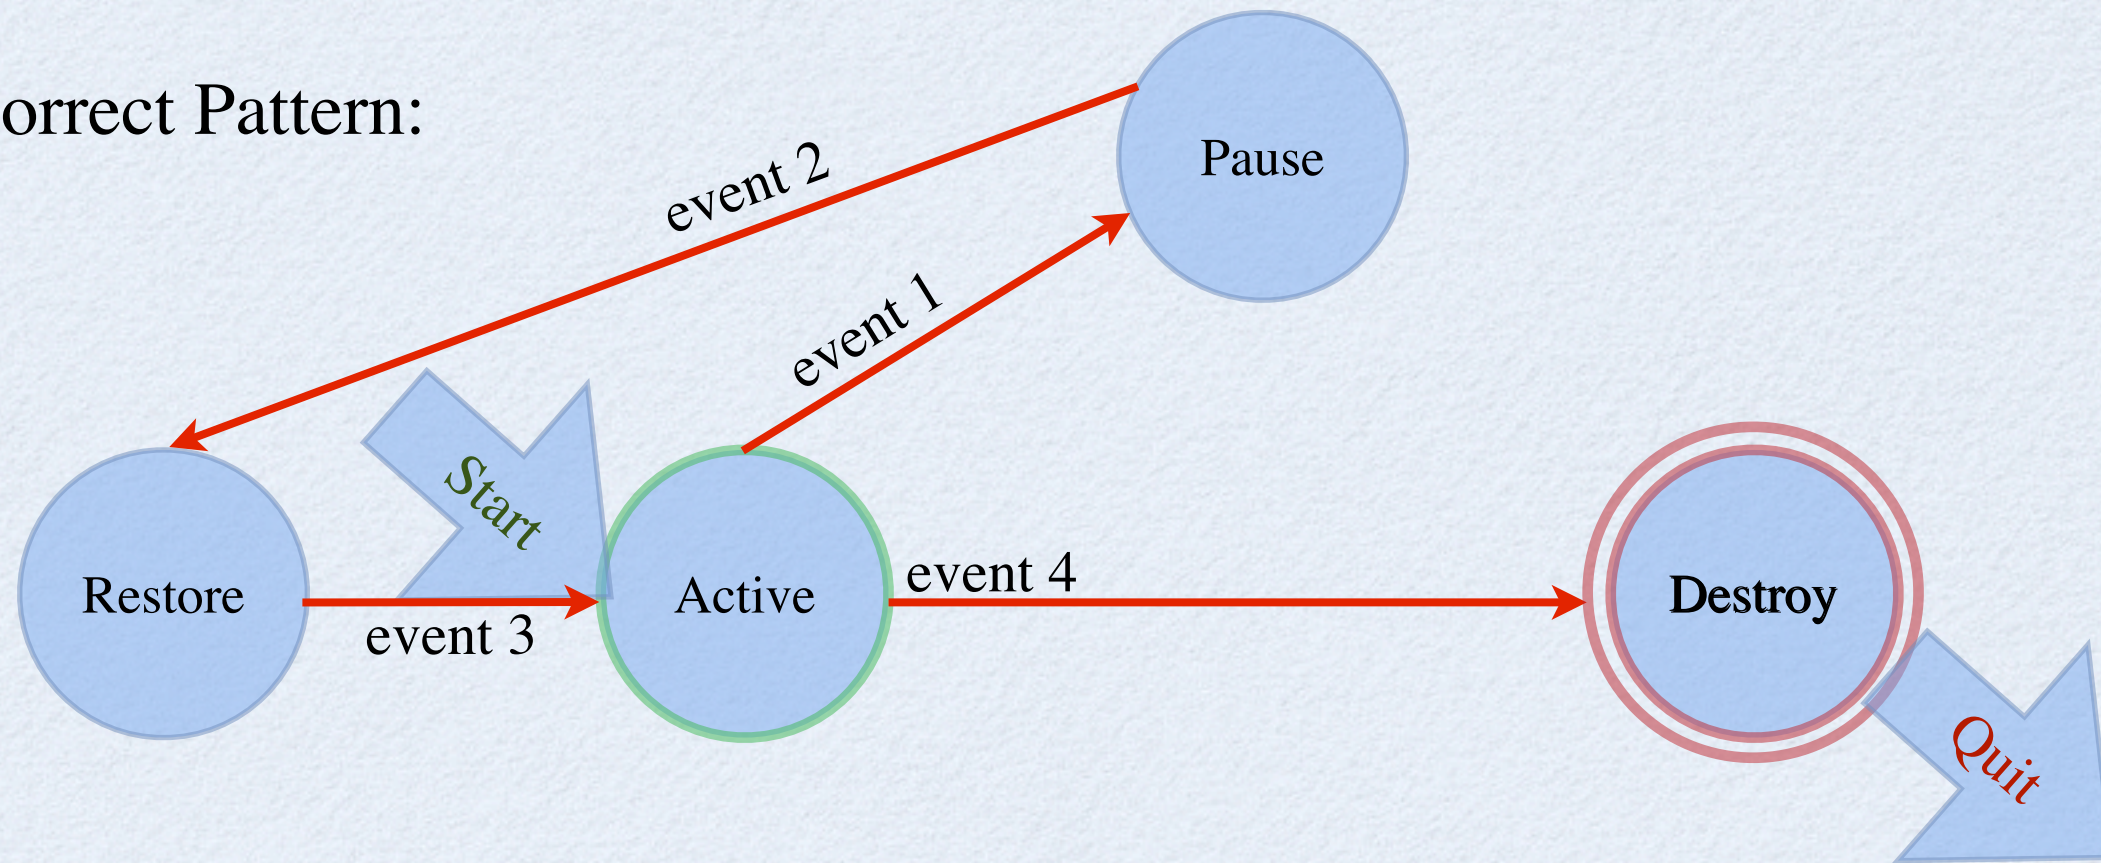 orrect Pattern:
Pause
event 2
event 1
Start
Restore
event 3
Active
event 4
Destroy
Quit